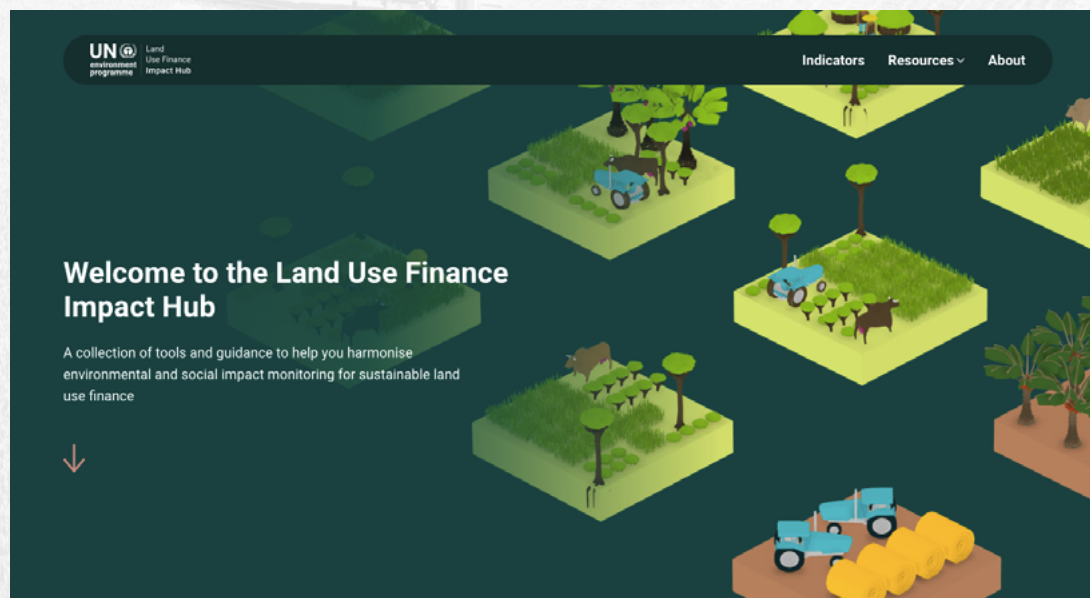 UN
environment
programme
Land
Use Finance
Impact Hub
Indicators
Resources
About
Welcome to the Land Use Finance
Impact Hub
A collection of tools and guidance to help you harmonise
environmental and social impact monitoring for sustainable land
use finance